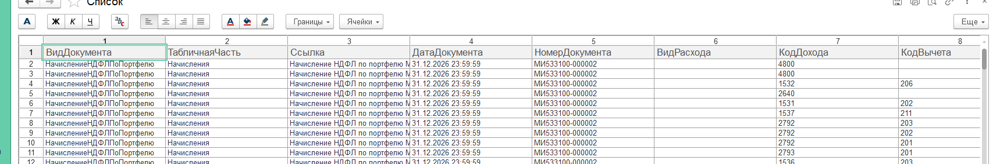 Список
А Ж К Ч abc А Границы Ячейки Еще
1 2 3 4 5 6 7 8
1 ВидДокумента ТабличнаяЧасть Ссылка ДатаДокумента НомерДокумента ВидРасхода КодДохода КодВычета
2 НачислениеНДФЛПоПортфелю Начисления Начисление НДФЛ по портфелю М 31.12.2026 23:59:59 МИ533100-000002 4800
3 НачислениеНДФЛПоПортфелю Начисления Начисление НДФЛ по портфелю М 31.12.2026 23:59:59 МИ533100-000002 4800
4 НачислениеНДФЛПоПортфелю Начисления Начисление НДФЛ по портфелю М 31.12.2026 23:59:59 МИ533100-000002 1532 206
5 НачислениеНДФЛПоПортфелю Начисления Начисление НДФЛ по портфелю М 31.12.2026 23:59:59 МИ533100-000002 2640
6 НачислениеНДФЛПоПортфелю Начисления Начисление НДФЛ по портфелю М 31.12.2026 23:59:59 МИ533100-000002 1531 202
7 НачислениеНДФЛПоПортфелю Начисления Начисление НДФЛ по портфелю М 31.12.2026 23:59:59 МИ533100-000002 1537 211
8 НачислениеНДФЛПоПортфелю Начисления Начисление НДФЛ по портфелю М 31.12.2026 23:59:59 МИ533100-000002 2792 203
9 НачислениеНДФЛПоПортфелю Начисления Начисление НДФЛ по портфелю М 31.12.2026 23:59:59 МИ533100-000002 2792 202
10 НачислениеНДФЛПоПортфелю Начисления Начисление НДФЛ по портфелю М 31.12.2026 23:59:59 МИ533100-000002 2792 201
11 НачислениеНДФЛПоПортфелю Начисления Начисление НДФЛ по портфелю М 31.12.2026 23:59:59 МИ533100-000002 2793 201
12 НачислениеНДФЛПоПортфелю Начисления Начисление НДФЛ по портфелю М 31.12.2026 23:59:59 МИ533100-000002 1536 203